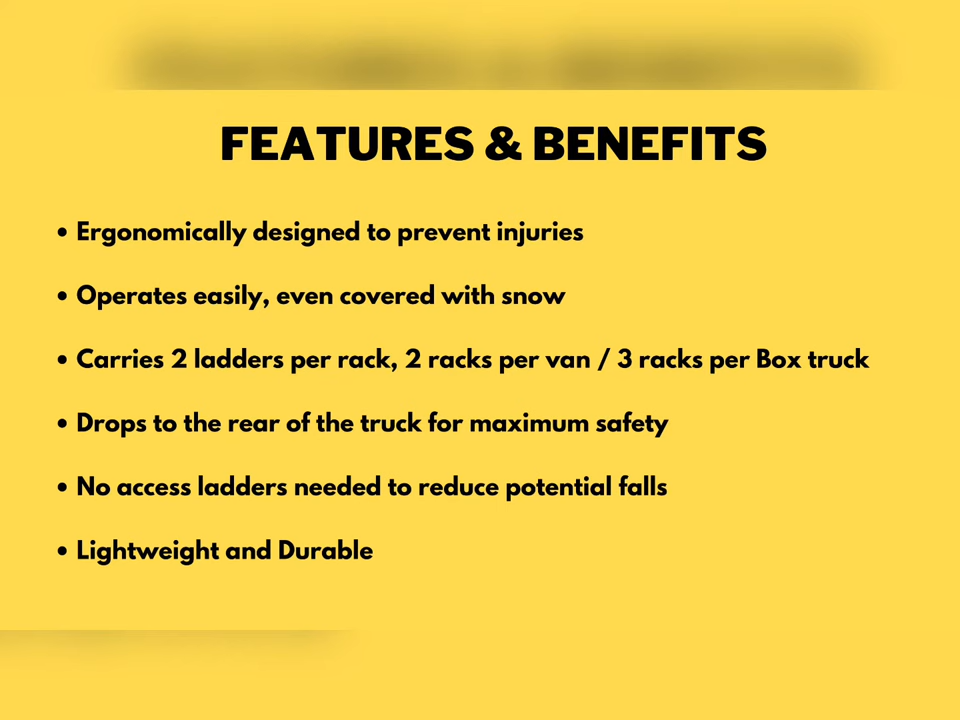 FEATURES & BENEFITS
• Ergonomically designed to prevent injuries
• Operates easily, even covered with snow
• Carries 2 ladders per rack, 2 racks per van / 3 racks per Box truck
• Drops to the rear of the truck for maximum safety
• No access ladders needed to reduce potential falls
• Lightweight and Durable